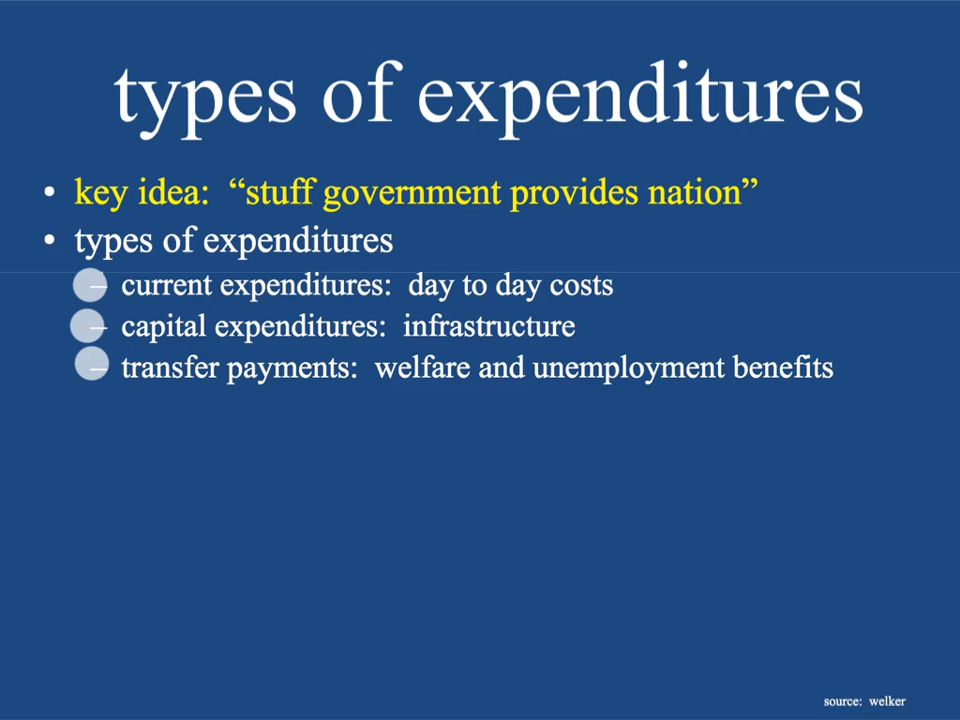 types of expenditures
• key idea:  “stuff government provides nation”
• types of expenditures
– current expenditures:  day to day costs
– capital expenditures:  infrastructure
– transfer payments:  welfare and unemployment benefits
source:  welker